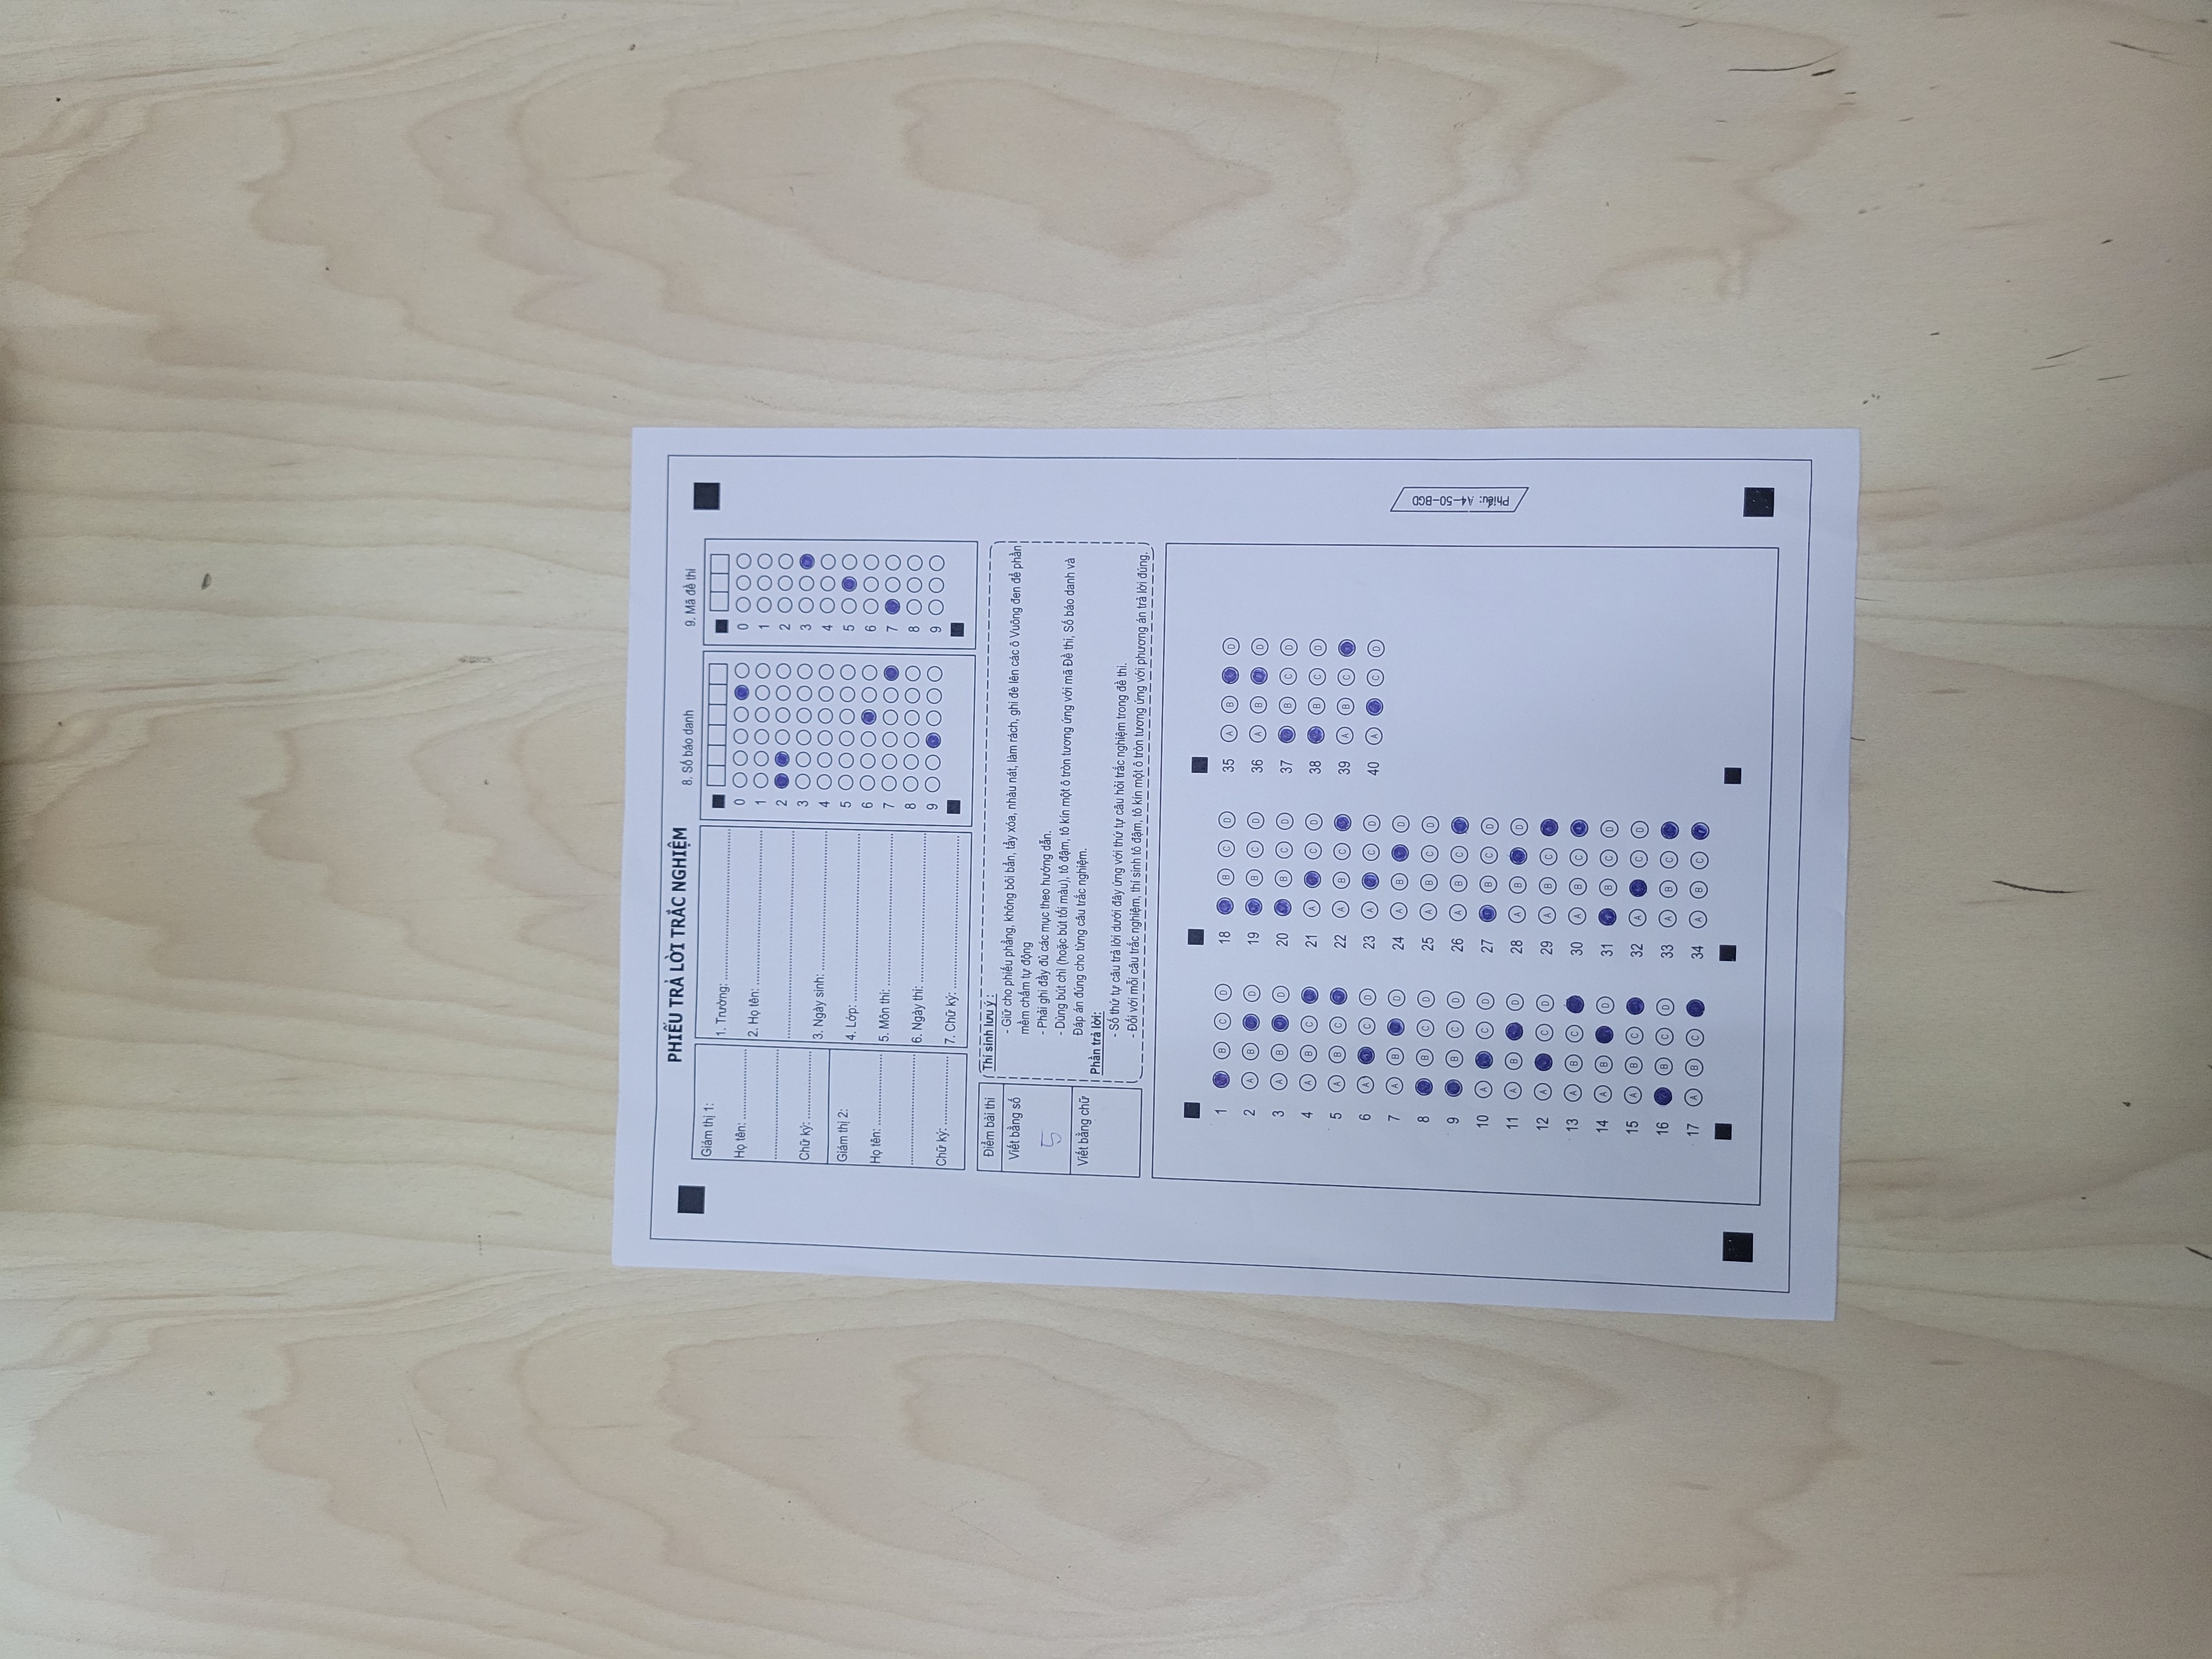 PHIẾU TRẢ LỜI TRẮC NGHIỆM
8. Số báo danh
9. Mã đề thi
Giám thị 1:
Họ tên: ........................
........................
Chữ ký: ........................
Giám thị 2:
Họ tên: ........................
........................
Chữ ký: ........................
1. Trường: ........................
2. Họ tên: ........................
........................
3. Ngày sinh: ........................
4. Lớp: ........................
5. Môn thi: ........................
6. Ngày thi: ........................
7. Chữ ký: ........................
0 0
1 1
2 2
3 3
4 4
5 5
6 6
7 7
8 8
9 9
Điểm bài thi
Viết bằng số
5
Viết bằng chữ
Thí sinh lưu ý :
- Giữ cho phiếu phẳng, không bôi bẩn, tẩy xóa, nhàu nát, làm rách, ghi đè lên các ô Vuông đen để phần
mềm chấm tự động
- Phải ghi đầy đủ các mục theo hướng dẫn.
- Dùng bút chì (hoặc bút tối màu), tô đậm, tô kín một ô tròn tương ứng với mã Đề thi, Số báo danh và
Đáp án đúng cho từng câu trắc nghiệm.
Phần trả lời:
- Số thứ tự câu trả lời dưới đây ứng với thứ tự câu hỏi trắc nghiệm trong đề thi.
- Đối với mỗi câu trắc nghiệm, thí sinh tô đậm, tô kín một ô tròn tương ứng với phương án trả lời đúng.
1 B C D
2 A B D
3 A B D
4 A B C
5 A B C
6 A C D
7 A B D
8 B C D
9 B C D
10 A C D
11 A B D
12 A C D
13 A B C
14 A B D
15 A B C
16 B C D
17 A B C
18 B C D
19 B C D
20 B C D
21 A C D
22 A B C
23 A C D
24 A B D
25 A B C D
26 A B C
27 B C D
28 A B D
29 A B C
30 A B C
31 B C D
32 A C D
33 A B C
34 A B C
35 A B D
36 A B D
37 B C D
38 B C D
39 A B C
40 A C D
Phiếu: A4-50-BGD